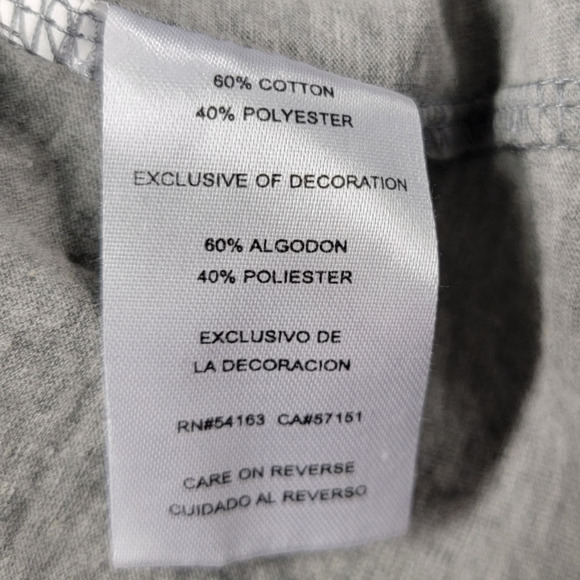 60% COTTON
40% POLYESTER
EXCLUSIVE OF DECORATION
60% ALGODON
40% POLIESTER
EXCLUSIVO DE
LA DECORACION
RN#54163 CA#57151
CARE ON REVERSE
CUIDADO AL REVERSO